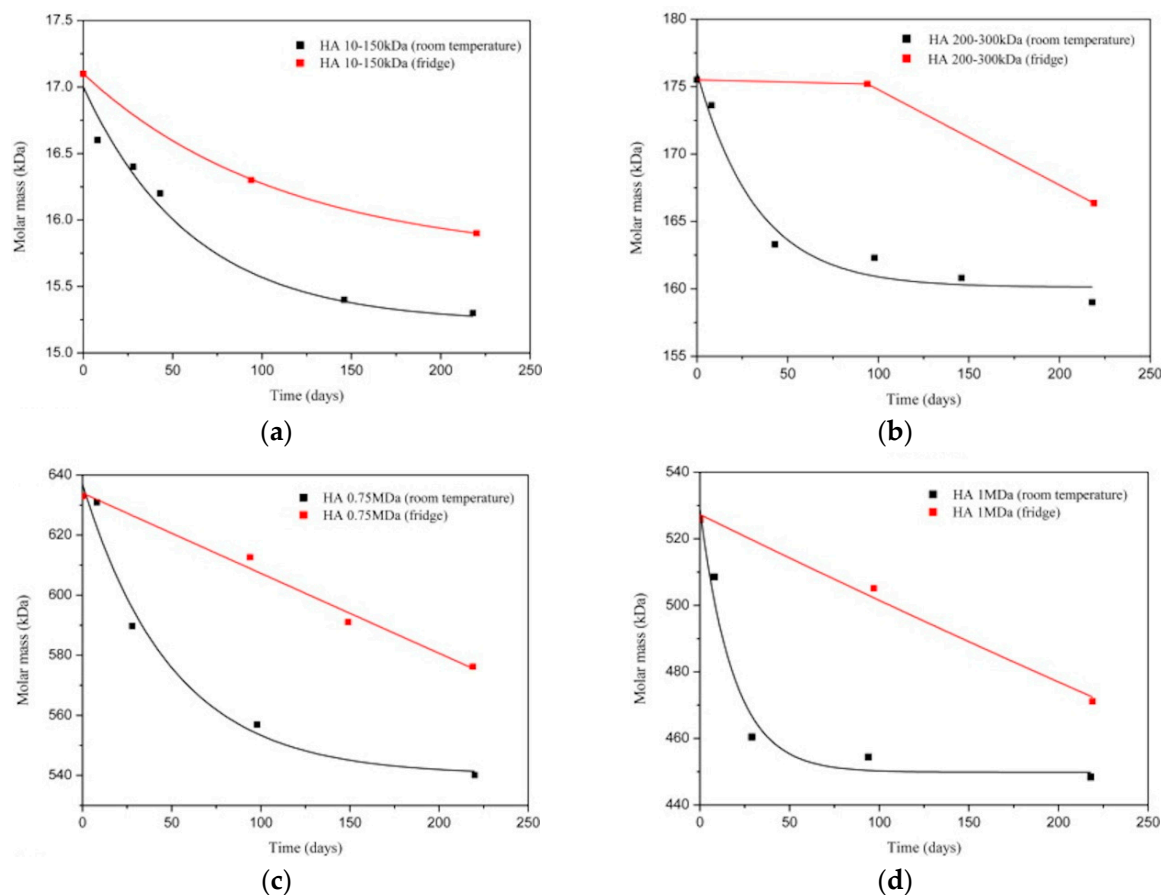 17.5
17.0
16.5
16.0
15.5
15.0
Molar mass (kDa)
HA 10-150kDa (room temperature)
HA 10-150kDa (fridge)
0 50 100 150 200 250
Time (days)
(a)
180
175
170
165
160
155
Molar mass (kDa)
HA 200-300kDa (room temperature)
HA 200-300kDa (fridge)
0 50 100 150 200 250
Time (days)
(b)
640
620
600
580
560
540
Molar mass (kDa)
HA 0.75MDa (room temperature)
HA 0.75MDa (fridge)
0 50 100 150 200 250
Time (days)
(c)
540
520
500
480
460
440
Molar mass (kDa)
HA 1MDa (room temperature)
HA 1MDa (fridge)
0 50 100 150 200 250
Time (days)
(d)